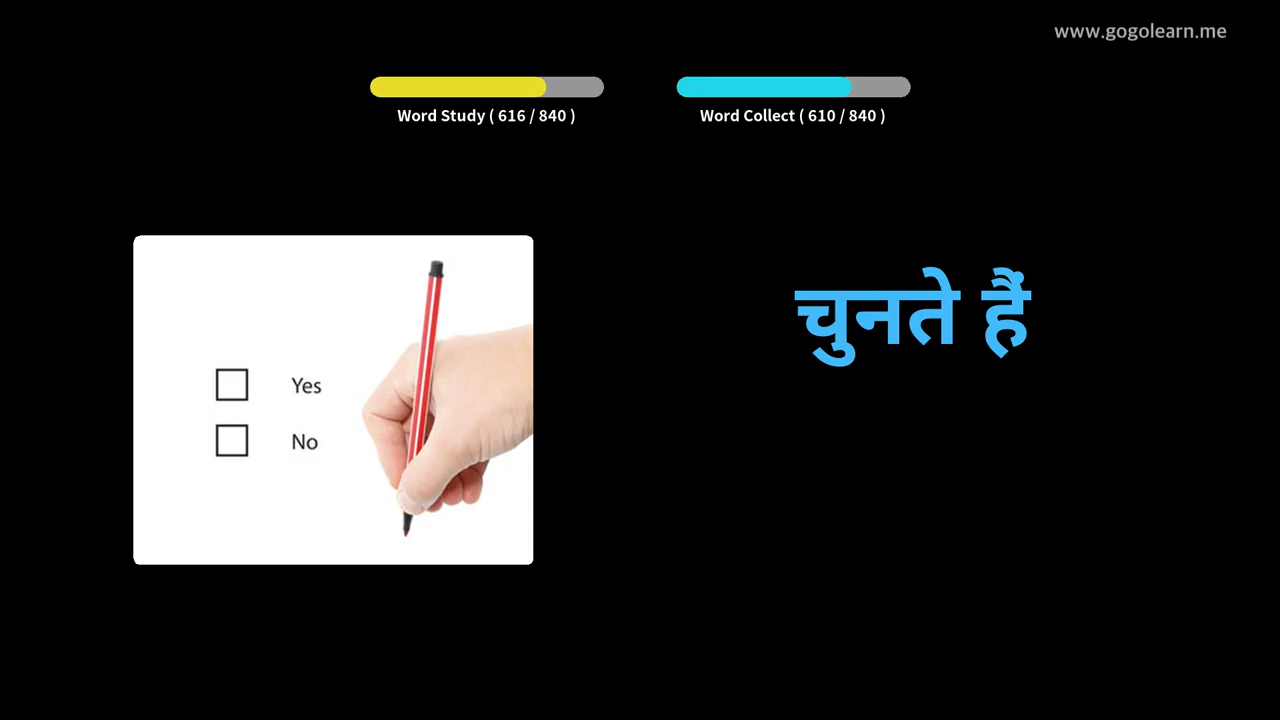 www.gogolearn.me
Word Study ( 616 / 840 )
Word Collect ( 610 / 840 )
चुनते हैं
Yes
No